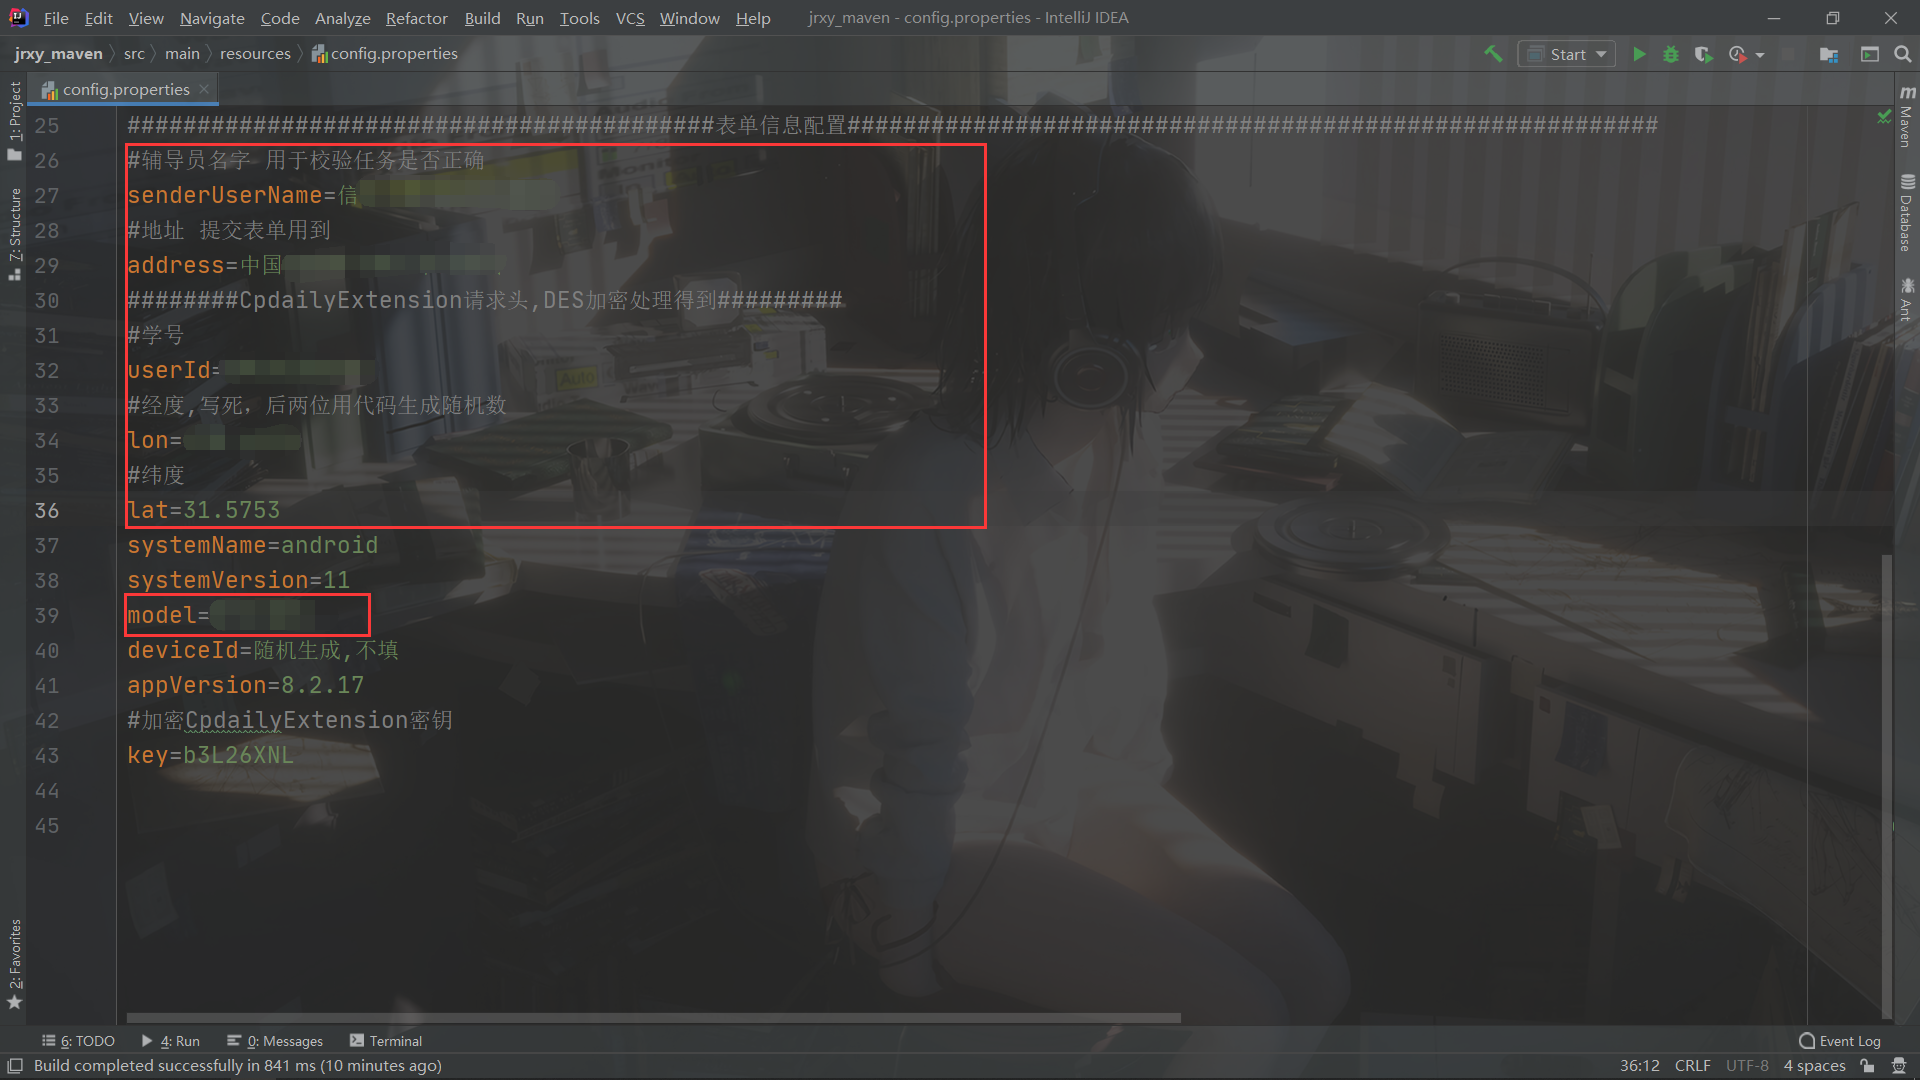 File Edit View Navigate Code Analyze Refactor Build Run Tools VCS Window Help jrxy_maven - config.properties - IntelliJ IDEA
jrxy_maven src main resources config.properties Start
config.properties
1: Project
7: Structure
2: Favorites
Maven
Database
Ant
25 ##########################################表单信息配置##########################################################
26 #辅导员名字 用于校验任务是否正确
27 senderUserName=信
28 #地址 提交表单用到
29 address=中国
30 ########CpdailyExtension请求头,DES加密处理得到#########
31 #学号
32 userId=
33 #经度,写死，后两位用代码生成随机数
34 lon=
35 #纬度
36 lat=31.5753
37 systemName=android
38 systemVersion=11
39 model=
40 deviceId=随机生成,不填
41 appVersion=8.2.17
42 #加密CpdailyExtension密钥
43 key=b3L26XNL
44
45
6: TODO 4: Run 0: Messages Terminal Event Log
Build completed successfully in 841 ms (10 minutes ago) 36:12 CRLF UTF-8 4 spaces